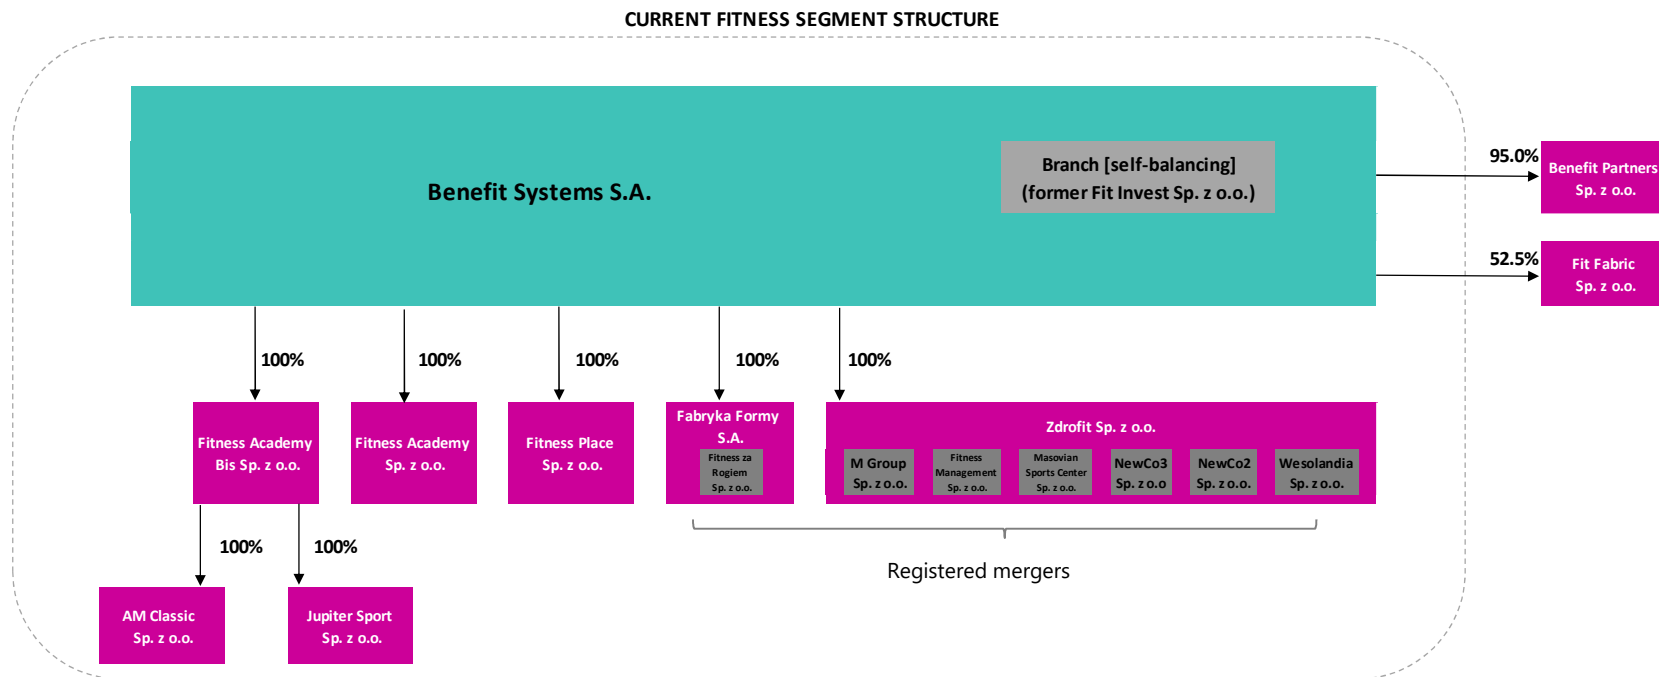 CURRENT FITNESS SEGMENT STRUCTURE
Benefit Systems S.A.
Branch [self-balancing]
(former Fit Invest Sp. z o.o.)
95.0%
Benefit Partners
Sp. z o.o.
52.5%
Fit Fabric
Sp. z o.o.
100%
100%
100%
100%
100%
Fitness Academy
Bis Sp. z o.o.
Fitness Academy
Sp. z o.o.
Fitness Place
Sp. z o.o.
Fabryka Formy
S.A.
Fitness za
Rogiem
Sp. z o.o.
Zdrofit Sp. z o.o.
M Group
Sp. z o.o.
Fitness
Management
Sp. z o.o.
Masovian
Sports Center
Sp. z o.o.
NewCo3
Sp. z o.o
NewCo2
Sp. z o.o.
Wesolandia
Sp. z o.o.
100%
100%
Registered mergers
AM Classic
Sp. z o.o.
Jupiter Sport
Sp. z o.o.